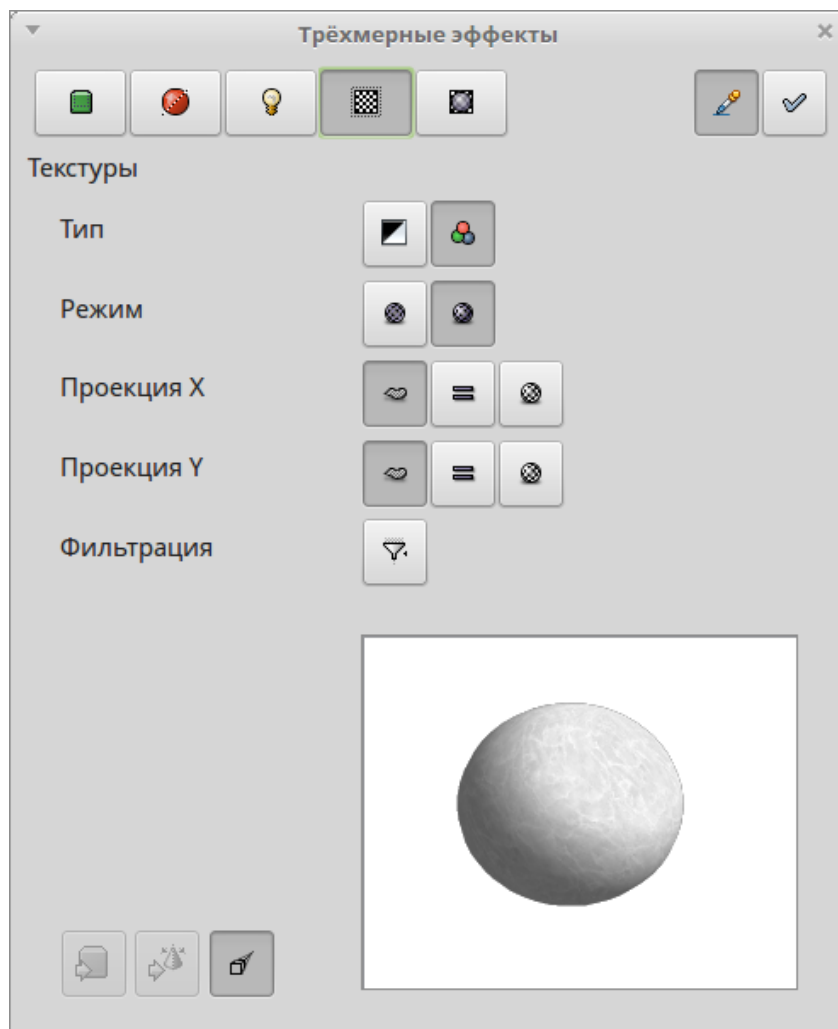 Трёхмерные эффекты
Текстуры
Тип
Режим
Проекция X
Проекция Y
Фильтрация